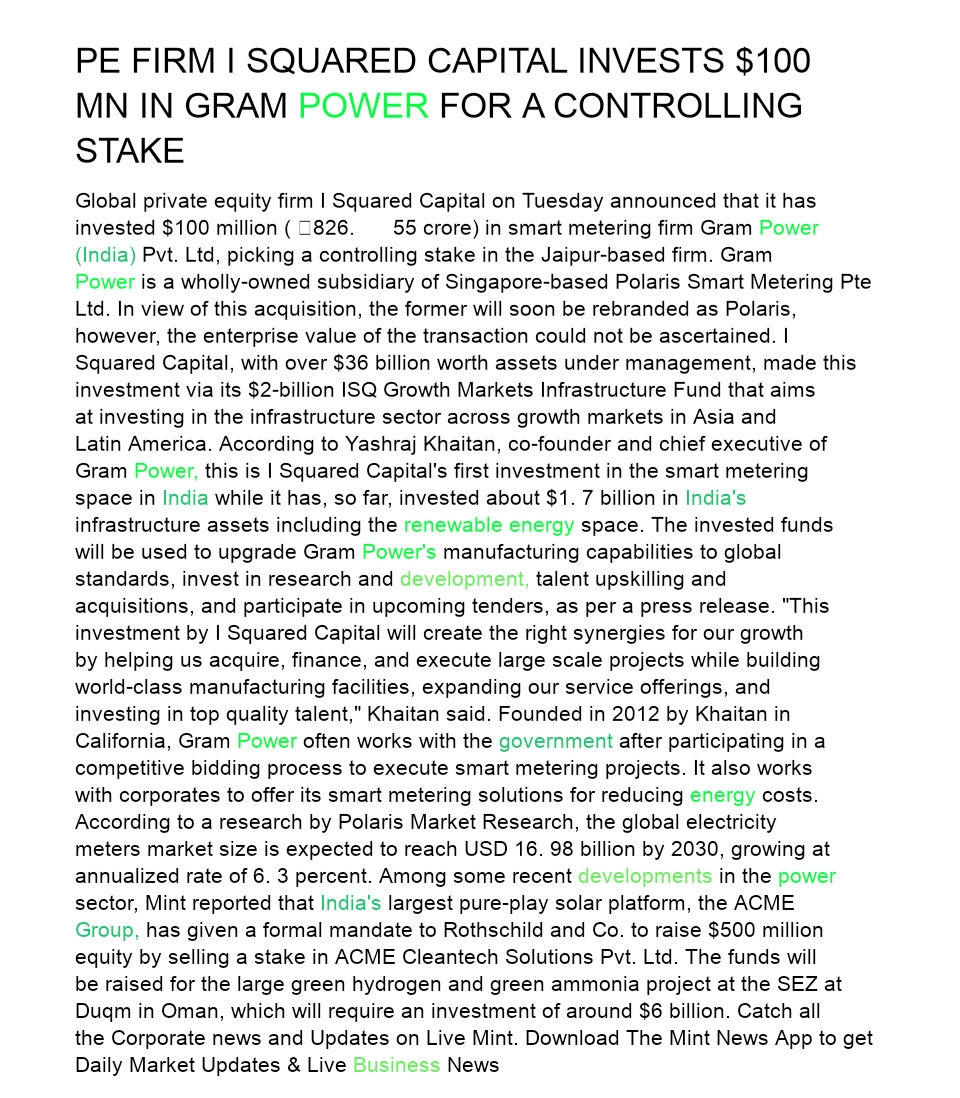 PE FIRM I SQUARED CAPITAL INVESTS $100
MN IN GRAM POWER FOR A CONTROLLING
STAKE
Global private equity firm I Squared Capital on Tuesday announced that it has
invested $100 million ( □826. 55 crore) in smart metering firm Gram Power
(India) Pvt. Ltd, picking a controlling stake in the Jaipur-based firm. Gram
Power is a wholly-owned subsidiary of Singapore-based Polaris Smart Metering Pte
Ltd. In view of this acquisition, the former will soon be rebranded as Polaris,
however, the enterprise value of the transaction could not be ascertained. I
Squared Capital, with over $36 billion worth assets under management, made this
investment via its $2-billion ISQ Growth Markets Infrastructure Fund that aims
at investing in the infrastructure sector across growth markets in Asia and
Latin America. According to Yashraj Khaitan, co-founder and chief executive of
Gram Power, this is I Squared Capital's first investment in the smart metering
space in India while it has, so far, invested about $1. 7 billion in India's
infrastructure assets including the renewable energy space. The invested funds
will be used to upgrade Gram Power's manufacturing capabilities to global
standards, invest in research and development, talent upskilling and
acquisitions, and participate in upcoming tenders, as per a press release. "This
investment by I Squared Capital will create the right synergies for our growth
by helping us acquire, finance, and execute large scale projects while building
world-class manufacturing facilities, expanding our service offerings, and
investing in top quality talent," Khaitan said. Founded in 2012 by Khaitan in
California, Gram Power often works with the government after participating in a
competitive bidding process to execute smart metering projects. It also works
with corporates to offer its smart metering solutions for reducing energy costs.
According to a research by Polaris Market Research, the global electricity
meters market size is expected to reach USD 16. 98 billion by 2030, growing at
annualized rate of 6. 3 percent. Among some recent developments in the power
sector, Mint reported that India's largest pure-play solar platform, the ACME
Group, has given a formal mandate to Rothschild and Co. to raise $500 million
equity by selling a stake in ACME Cleantech Solutions Pvt. Ltd. The funds will
be raised for the large green hydrogen and green ammonia project at the SEZ at
Duqm in Oman, which will require an investment of around $6 billion. Catch all
the Corporate news and Updates on Live Mint. Download The Mint News App to get
Daily Market Updates & Live Business News